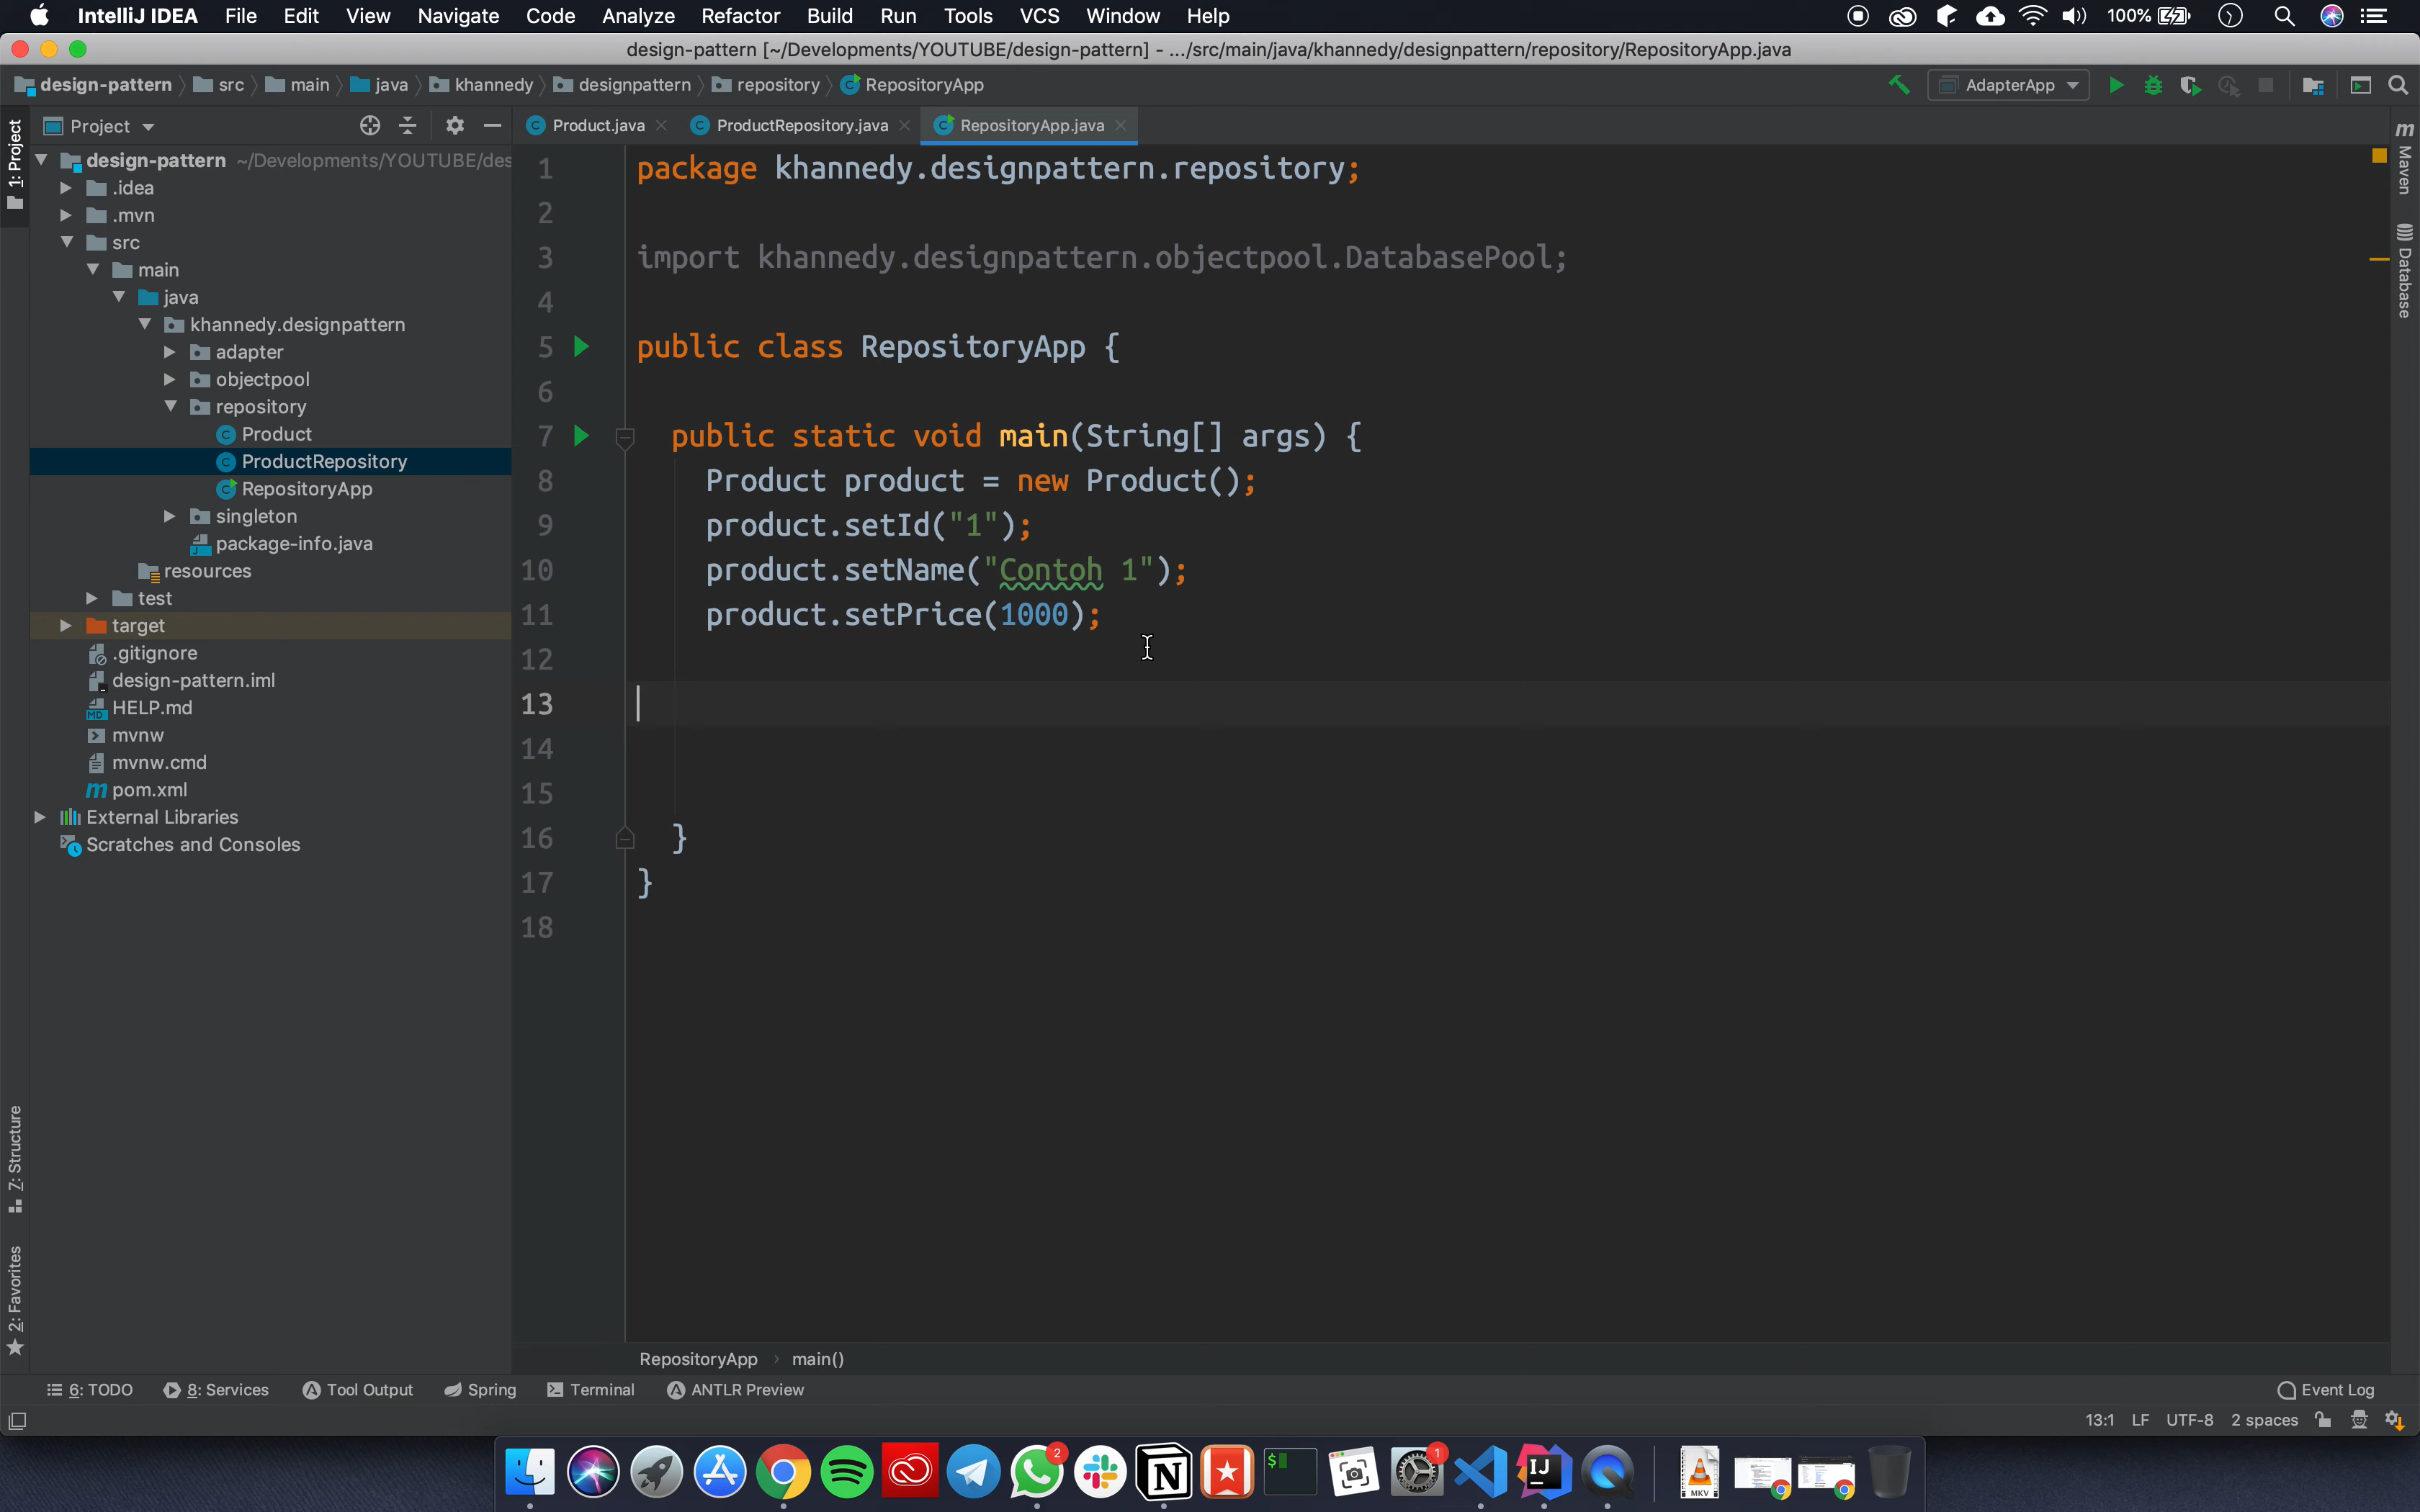 IntelliJ IDEA File Edit View Navigate Code Analyze Refactor Build Run Tools VCS Window Help 100%
design-pattern [~/Developments/YOUTUBE/design-pattern] - .../src/main/java/khannedy/designpattern/repository/RepositoryApp.java
design-pattern src main java khannedy designpattern repository RepositoryApp AdapterApp
1: Project
Project
Product.java ProductRepository.java RepositoryApp.java
design-pattern ~/Developments/YOUTUBE/des
.idea
.mvn
src
main
java
khannedy.designpattern
adapter
objectpool
repository
Product
ProductRepository
RepositoryApp
singleton
package-info.java
resources
test
target
.gitignore
design-pattern.iml
HELP.md
mvnw
mvnw.cmd
pom.xml
External Libraries
Scratches and Consoles
7: Structure
2: Favorites
1 package khannedy.designpattern.repository;
2
3 import khannedy.designpattern.objectpool.DatabasePool;
4
5 public class RepositoryApp {
6
7 public static void main(String[] args) {
8 Product product = new Product();
9 product.setId("1");
10 product.setName("Contoh 1");
11 product.setPrice(1000);
12
13
14
15
16 }
17 }
18
m Maven
Database
RepositoryApp main()
6: TODO 8: Services Tool Output Spring Terminal ANTLR Preview Event Log
13:1 LF UTF-8 2 spaces
2
1
$
N
IJ
MKV